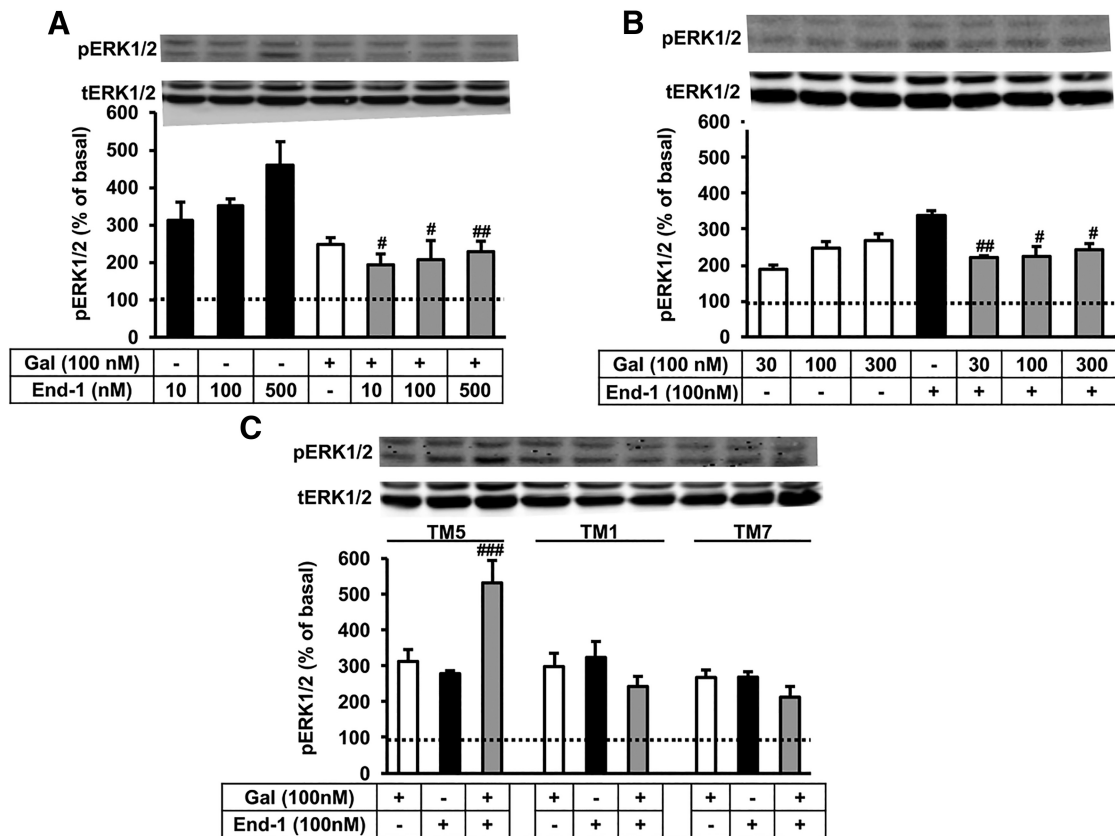 A
pERK1/2
tERK1/2
pERK1/2 (% of basal)
600
500
400
300
200
100
0
# # ##
Gal (100 nM) - - - + + + +
End-1 (nM) 10 100 500 - 10 100 500
B
pERK1/2
tERK1/2
pERK1/2 (% of basal)
600
500
400
300
200
100
0
## # #
Gal (100 nM) 30 100 300 - 30 100 300
End-1 (100nM) - - - + + + +
C
pERK1/2
tERK1/2
TM5 TM1 TM7
###
pERK1/2 (% of basal)
600
500
400
300
200
100
0
Gal (100nM) + - + + - + + - +
End-1 (100nM) - + + - + + - + +